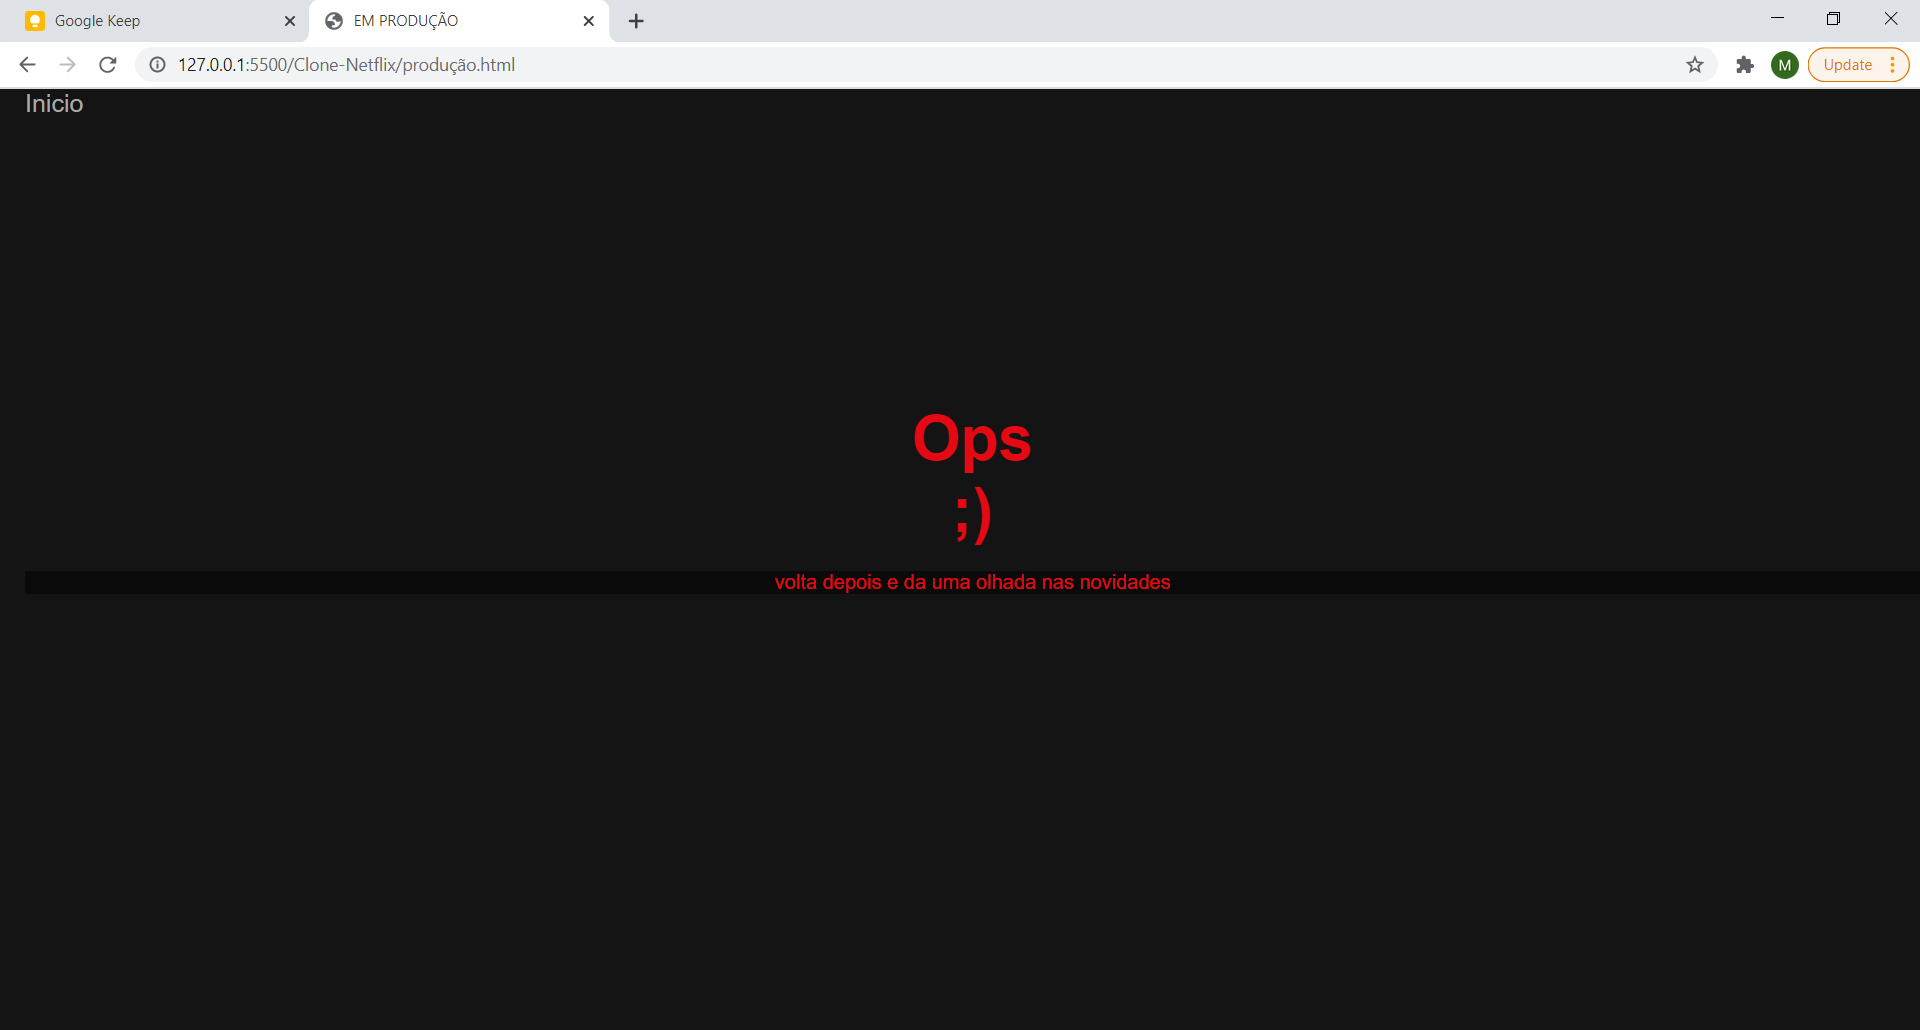 Google Keep
EM PRODUÇÃO
127.0.0.1:5500/Clone-Netflix/produção.html
M
Update
Inicio
Ops
;)
volta depois e da uma olhada nas novidades